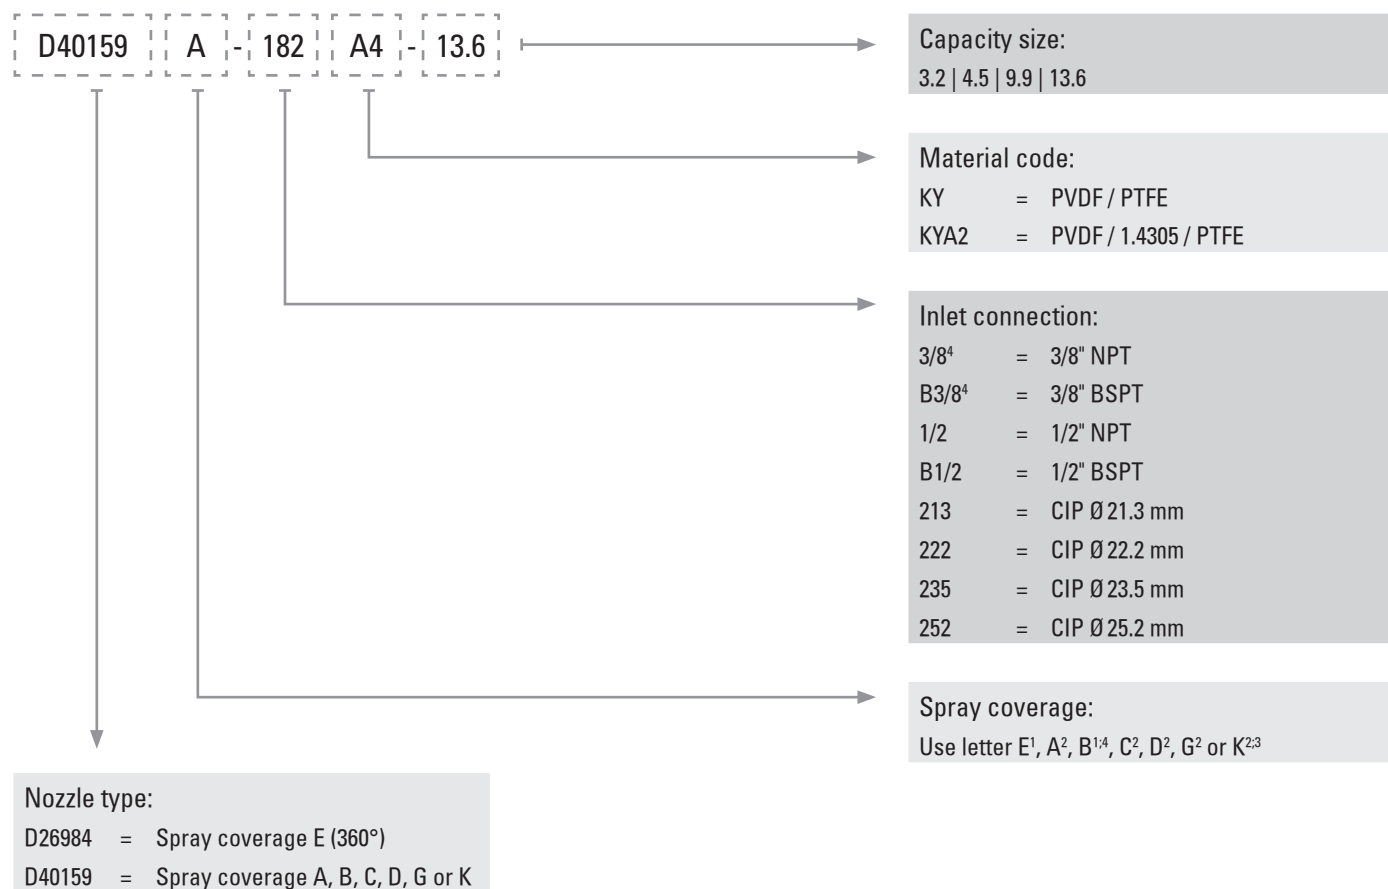 D40159 A - 182 A4 - 13.6
Capacity size:
3.2 | 4.5 | 9.9 | 13.6
Material code:
KY = PVDF / PTFE
KYA2 = PVDF / 1.4305 / PTFE
Inlet connection:
3/8⁴ = 3/8" NPT
B3/8⁴ = 3/8" BSPT
1/2 = 1/2" NPT
B1/2 = 1/2" BSPT
213 = CIP Ø 21.3 mm
222 = CIP Ø 22.2 mm
235 = CIP Ø 23.5 mm
252 = CIP Ø 25.2 mm
Spray coverage:
Use letter E¹, A², B¹;⁴, C², D², G² or K²;³
Nozzle type:
D26984 = Spray coverage E (360°)
D40159 = Spray coverage A, B, C, D, G or K